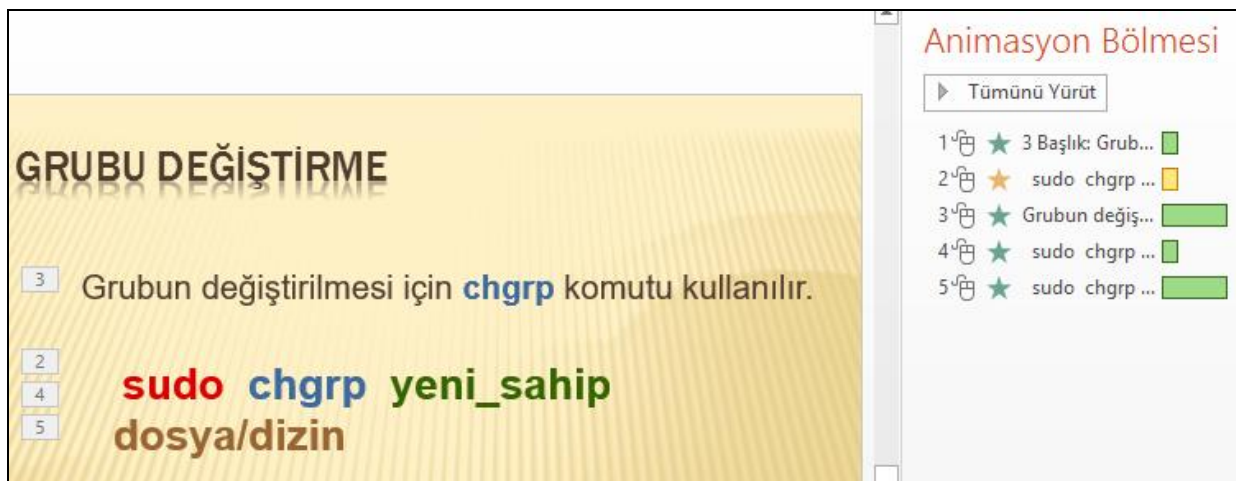 GRUBU DEĞİŞTİRME
3 Grubun değiştirilmesi için chgrp komutu kullanılır.
2
4
5
sudo chgrp yeni_sahip
dosya/dizin
Animasyon Bölmesi
Tümünü Yürüt
1 3 Başlık: Grub...
2 sudo chgrp ...
3 Grubun değiş...
4 sudo chgrp ...
5 sudo chgrp ...